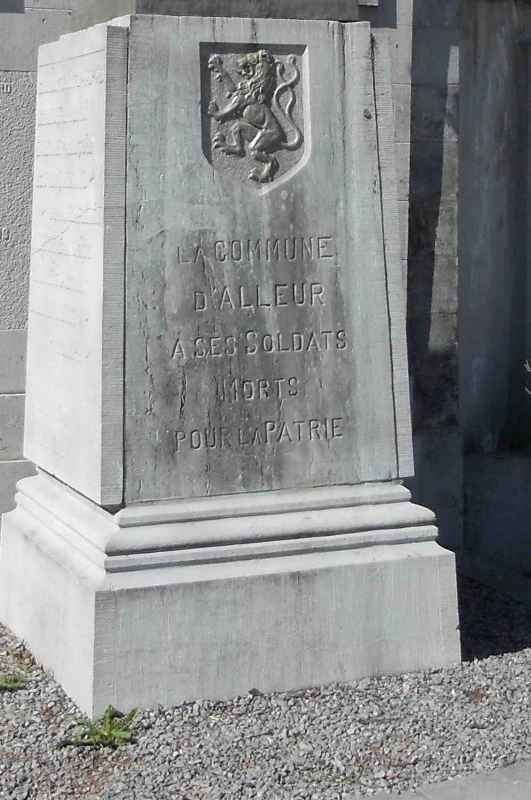 LA COMMUNE
D'ALLEUR
A SES SOLDATS
MORTS
POUR LA PATRIE